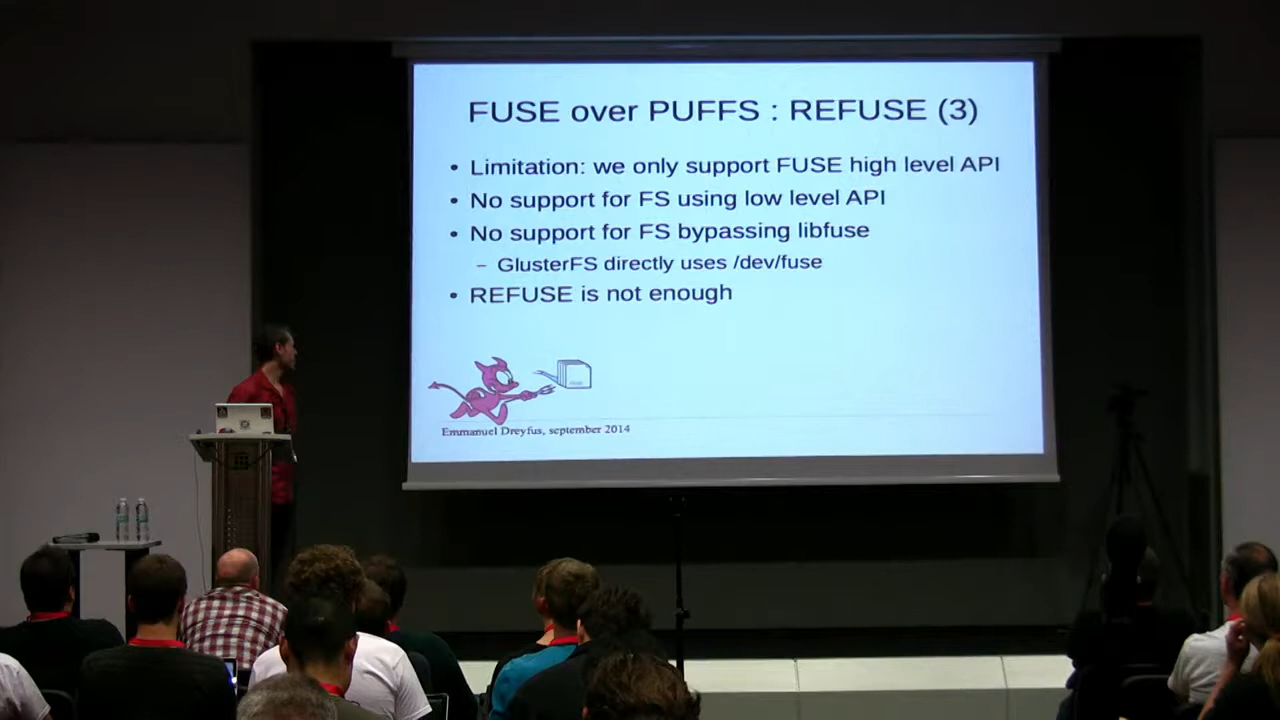 FUSE over PUFFS : REFUSE (3)
• Limitation: we only support FUSE high level API
• No support for FS using low level API
• No support for FS bypassing libfuse
– GlusterFS directly uses /dev/fuse
• REFUSE is not enough
Emmanuel Dreyfus, september 2014